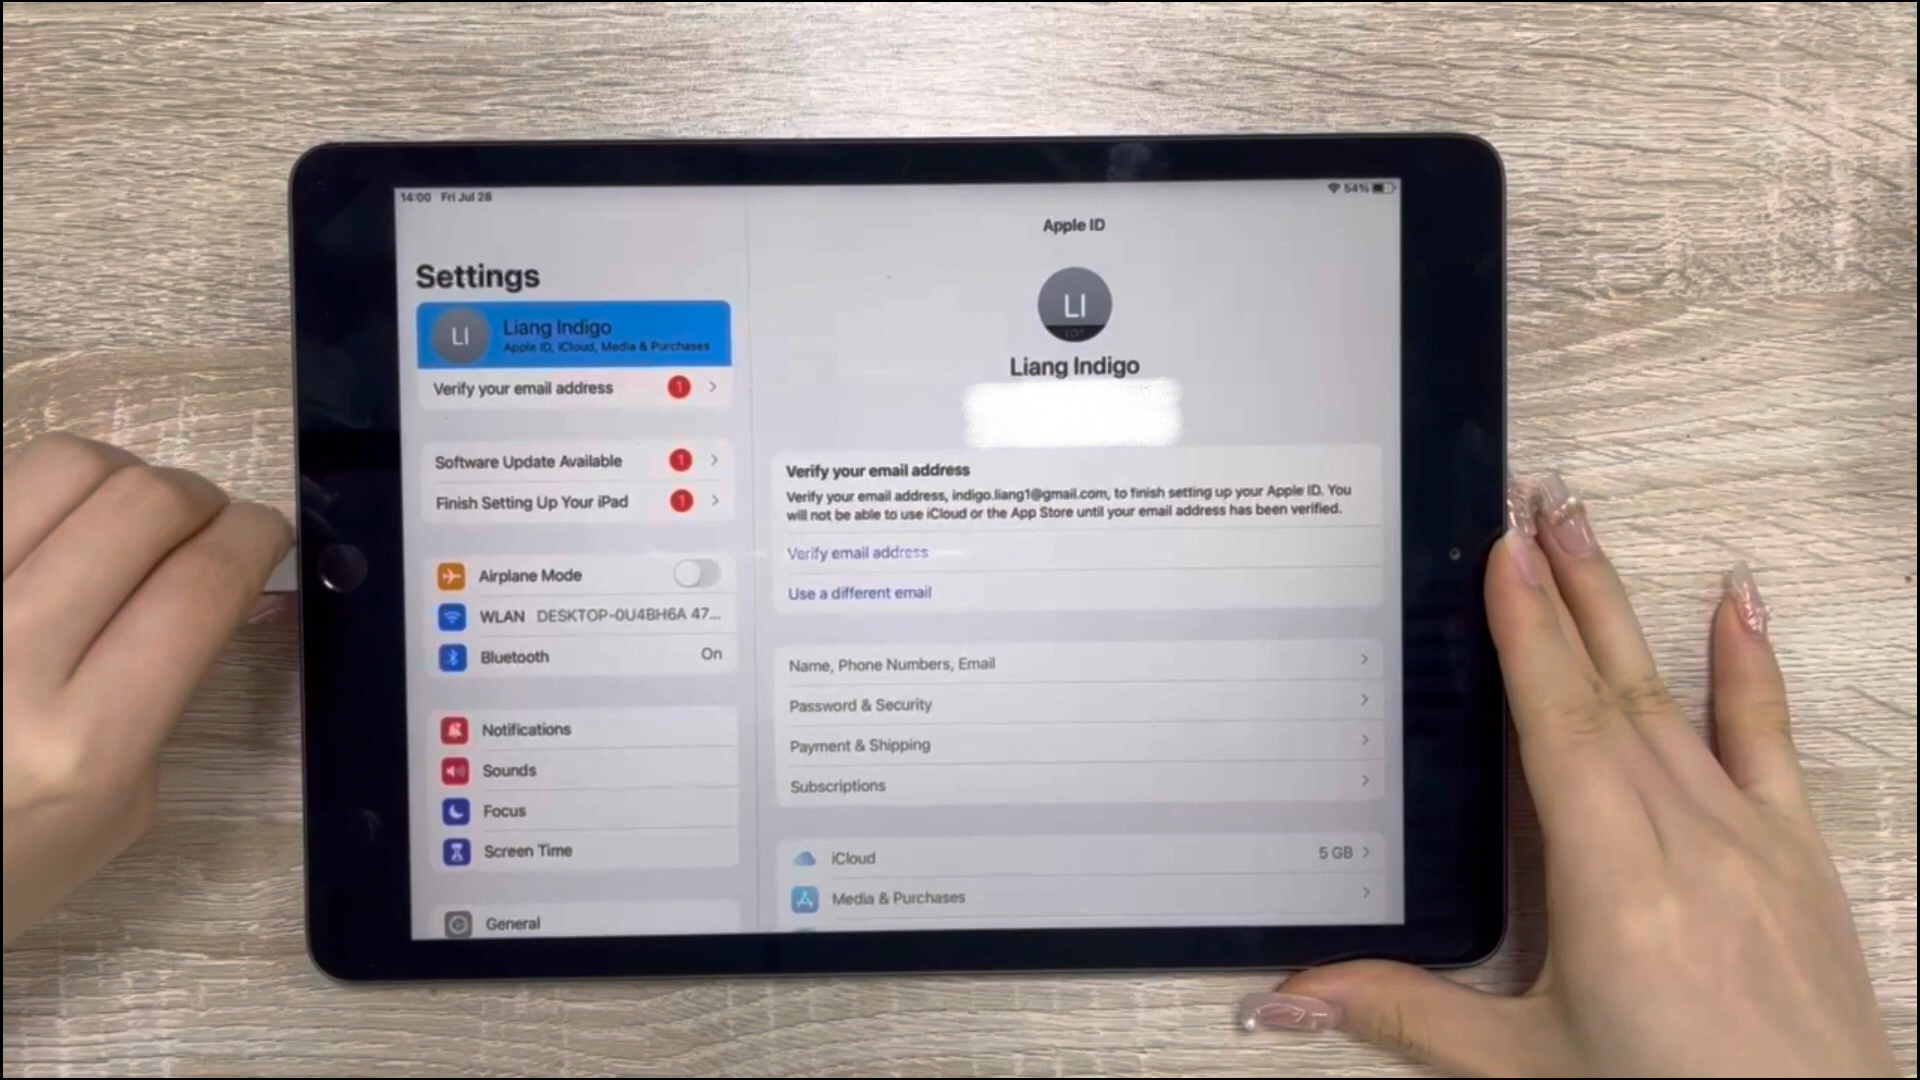 14:00 Fri Jul 28
54%
Settings
LI
Liang Indigo
Apple ID, iCloud, Media & Purchases
Verify your email address 1
Software Update Available 1
Finish Setting Up Your iPad 1
Airplane Mode
WLAN DESKTOP-0U4BH6A 47...
Bluetooth On
Notifications
Sounds
Focus
Screen Time
General
Apple ID
LI
EDIT
Liang Indigo
Verify your email address
Verify your email address, indigo.liang1@gmail.com, to finish setting up your Apple ID. You
will not be able to use iCloud or the App Store until your email address has been verified.
Verify email address
Use a different email
Name, Phone Numbers, Email
Password & Security
Payment & Shipping
Subscriptions
iCloud 5 GB
Media & Purchases